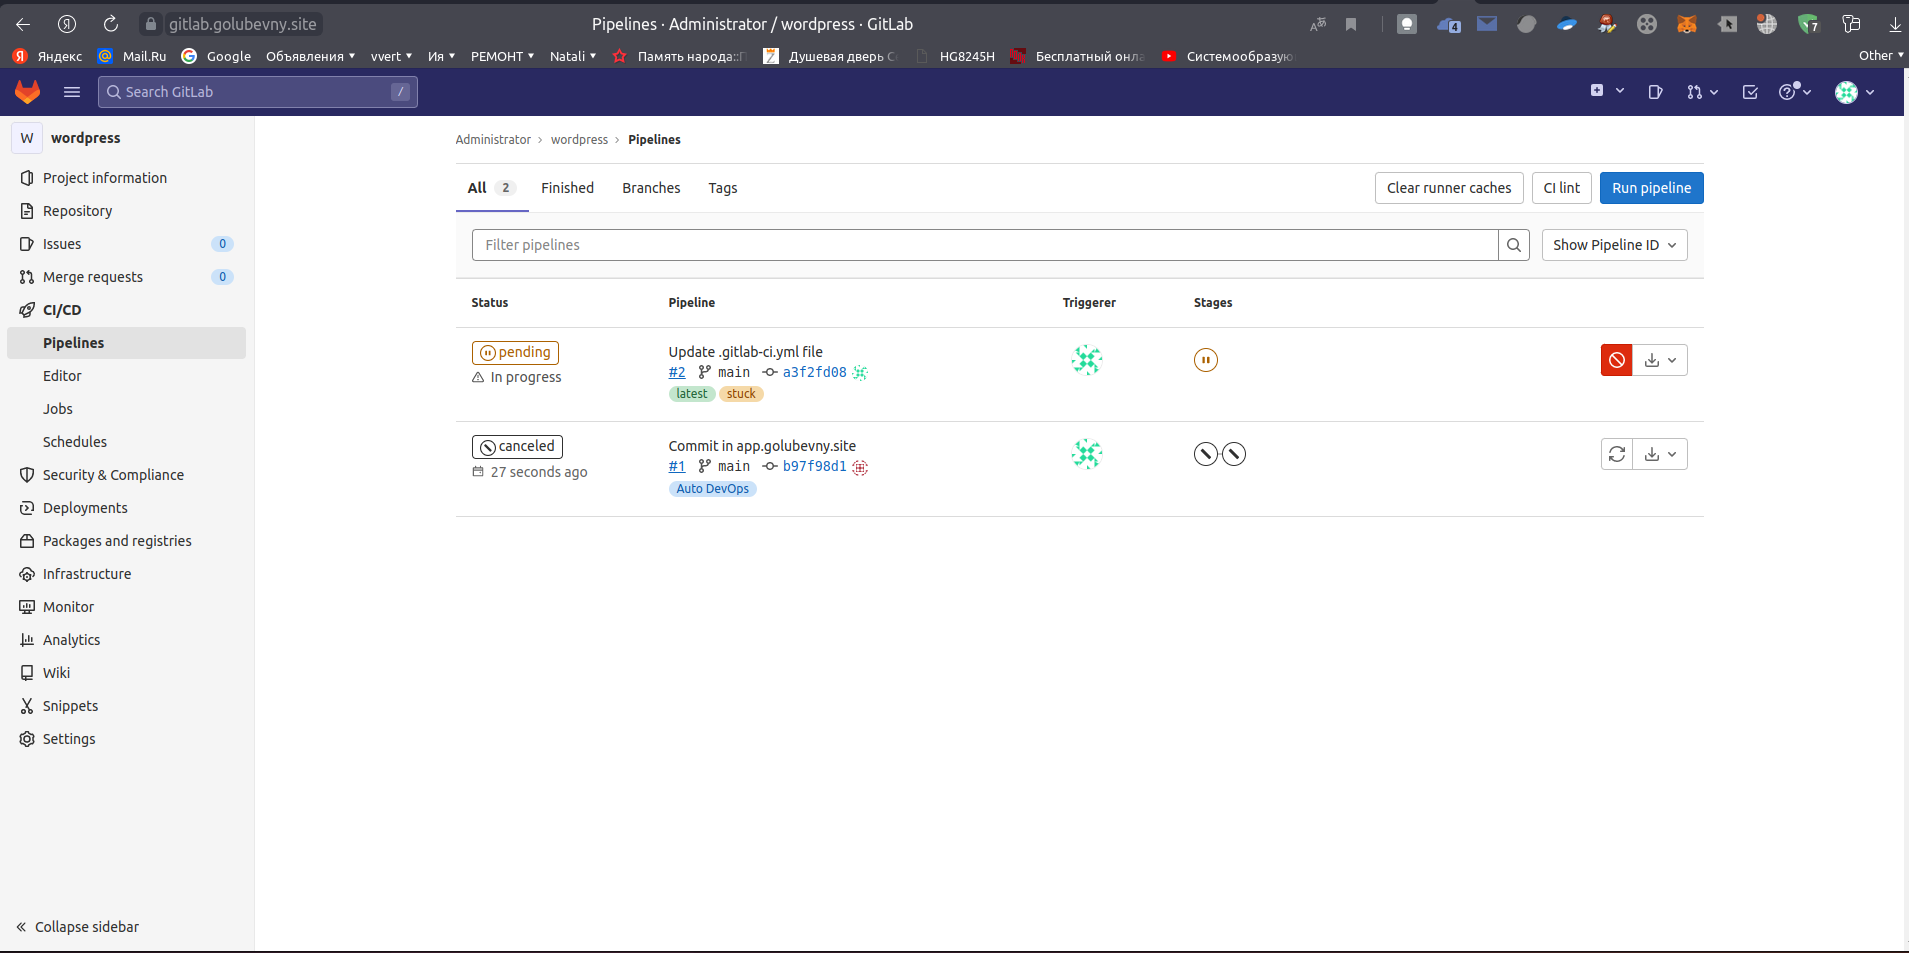 gitlab.golubevny.site
Pipelines · Administrator / wordpress · GitLab
4
7
Яндекс
Mail.Ru
Google
Объявления
vvert
Ия
РЕМОНТ
Natali
Память народа::
Душевая дверь
HG8245H
Бесплатный онла
Системообразую
Other
Search GitLab
/
W
wordpress
Project information
Repository
Issues 0
Merge requests 0
CI/CD
Pipelines
Editor
Jobs
Schedules
Security & Compliance
Deployments
Packages and registries
Infrastructure
Monitor
Analytics
Wiki
Snippets
Settings
Collapse sidebar
Administrator › wordpress › Pipelines
All 2
Finished
Branches
Tags
Clear runner caches
CI lint
Run pipeline
Filter pipelines
Show Pipeline ID
Status
Pipeline
Triggerer
Stages
pending
In progress
Update .gitlab-ci.yml file
#2 main a3f2fd08
latest stuck
canceled
27 seconds ago
Commit in app.golubevny.site
#1 main b97f98d1
Auto DevOps